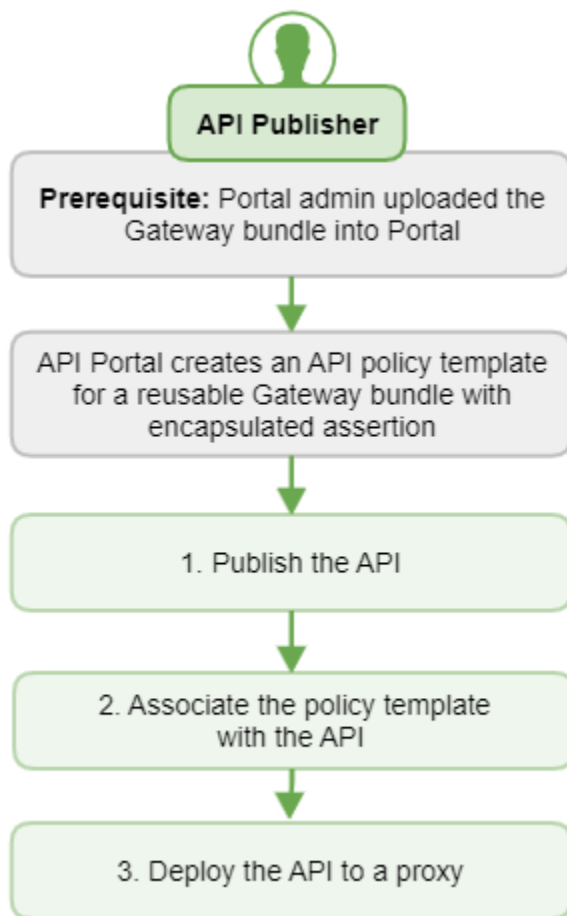 API Publisher
Prerequisite: Portal admin uploaded the
Gateway bundle into Portal
API Portal creates an API policy template
for a reusable Gateway bundle with
encapsulated assertion
1. Publish the API
2. Associate the policy template
with the API
3. Deploy the API to a proxy